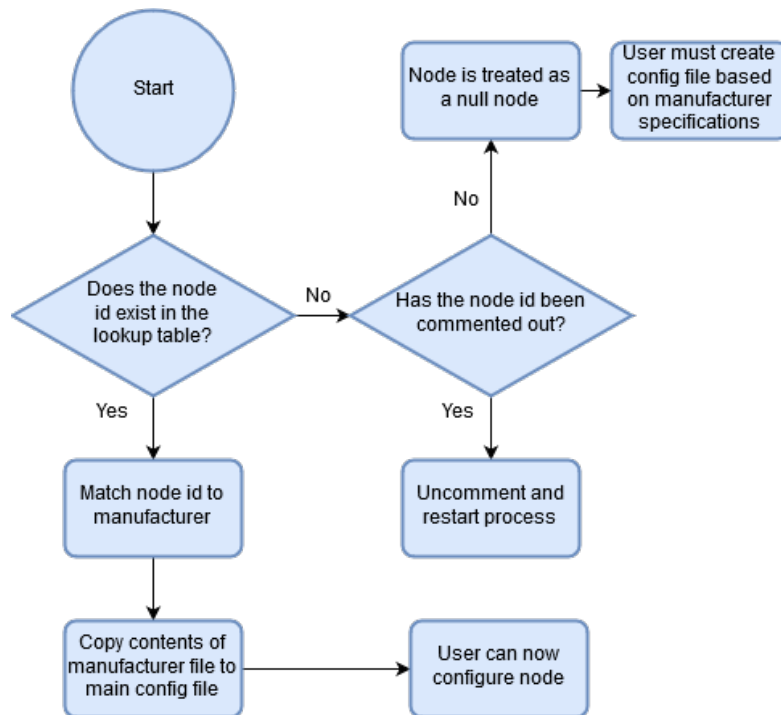 Start
Node is treated as
a null node
User must create
config file based
on manufacturer
specifications
No
Does the node
id exist in the
lookup table?
No
Has the node id been
commented out?
Yes
Yes
Match node id to
manufacturer
Uncomment and
restart process
Copy contents of
manufacturer file to
main config file
User can now
configure node